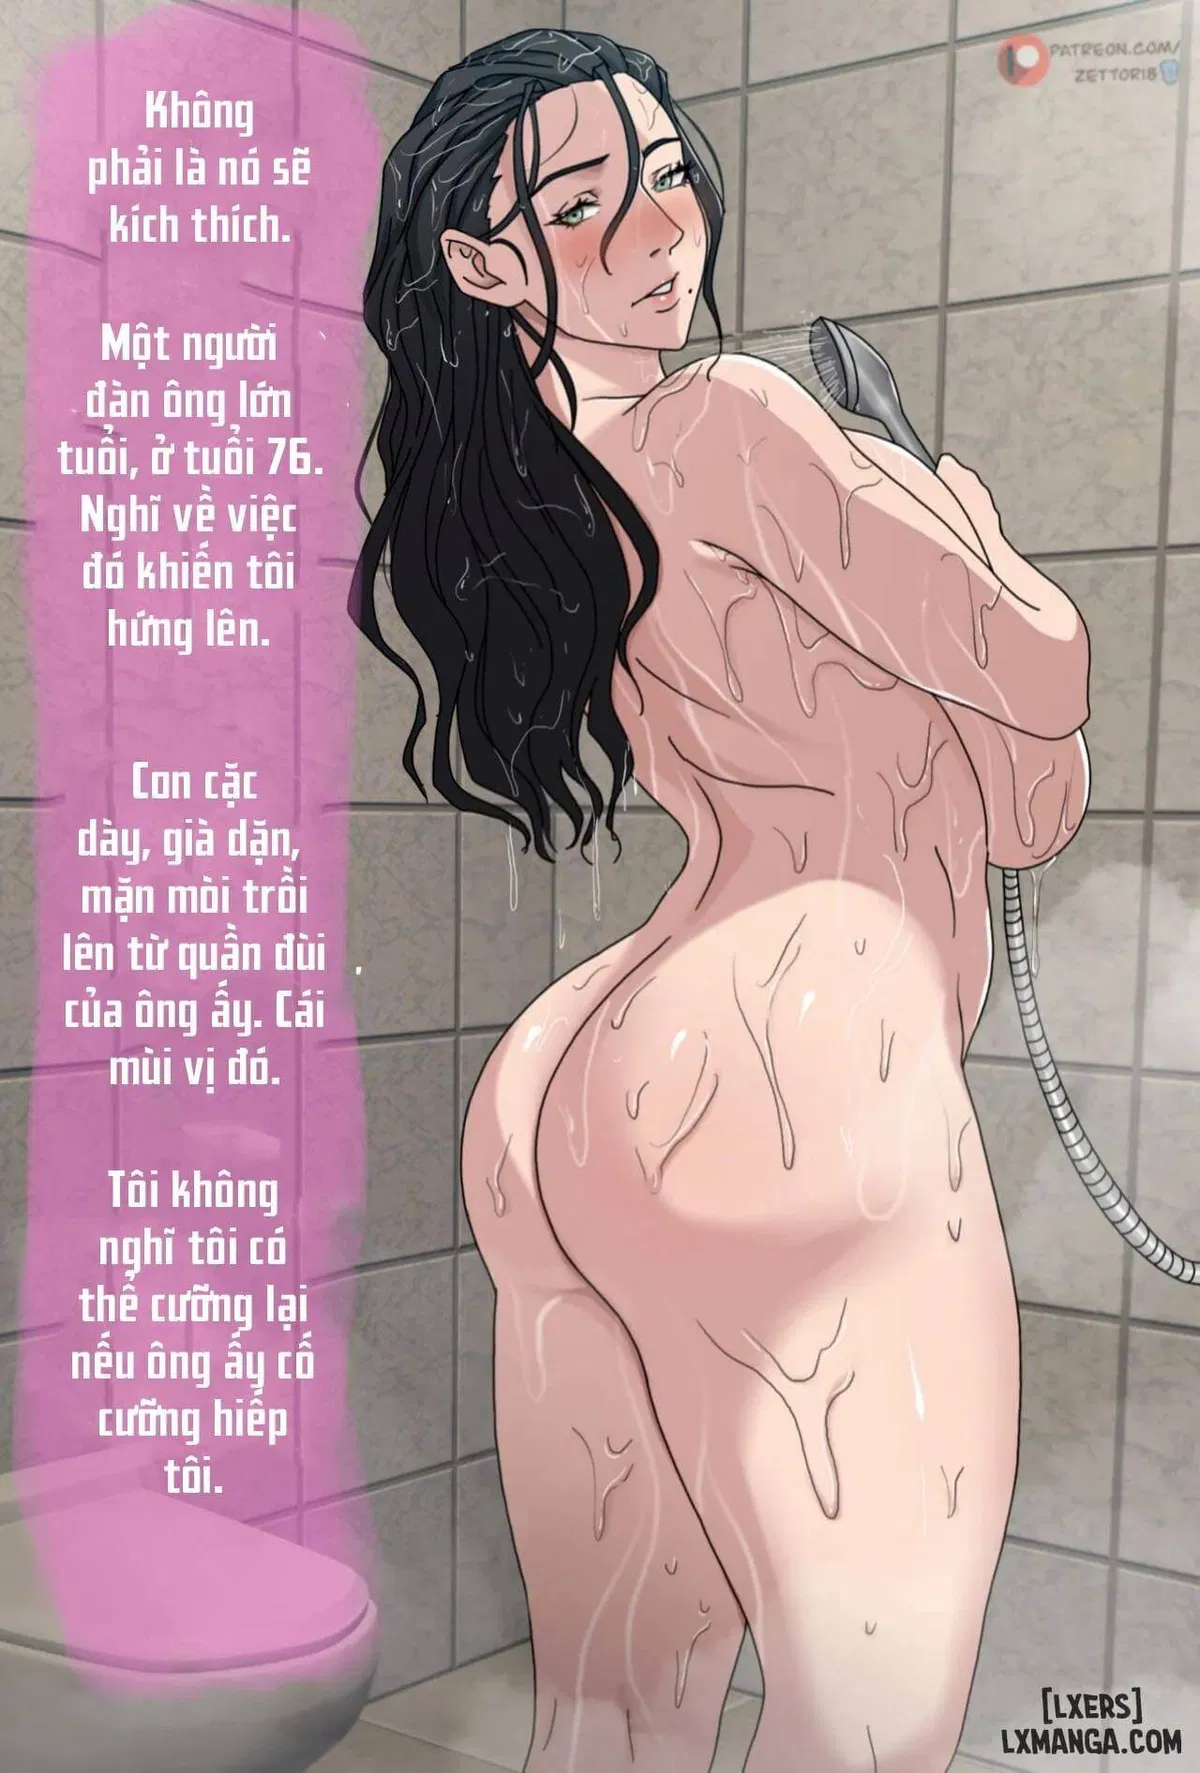 Không
phải là nó sẽ
kích thích.
Một người
đàn ông lớn
tuổi, ở tuổi 76.
Nghĩ về việc
đó khiến tôi
hứng lên.
Con cặc
dày, già dặn,
mặn mòi trồi
lên từ quần đùi
của ông ấy. Cái
mùi vị đó.
Tôi không
nghĩ tôi có
thể cưỡng lại
nếu ông ấy cố
cưỡng hiếp
tôi.
PATREON.COM/
ZETTORI8
[LXERS]
LXMANGA.COM